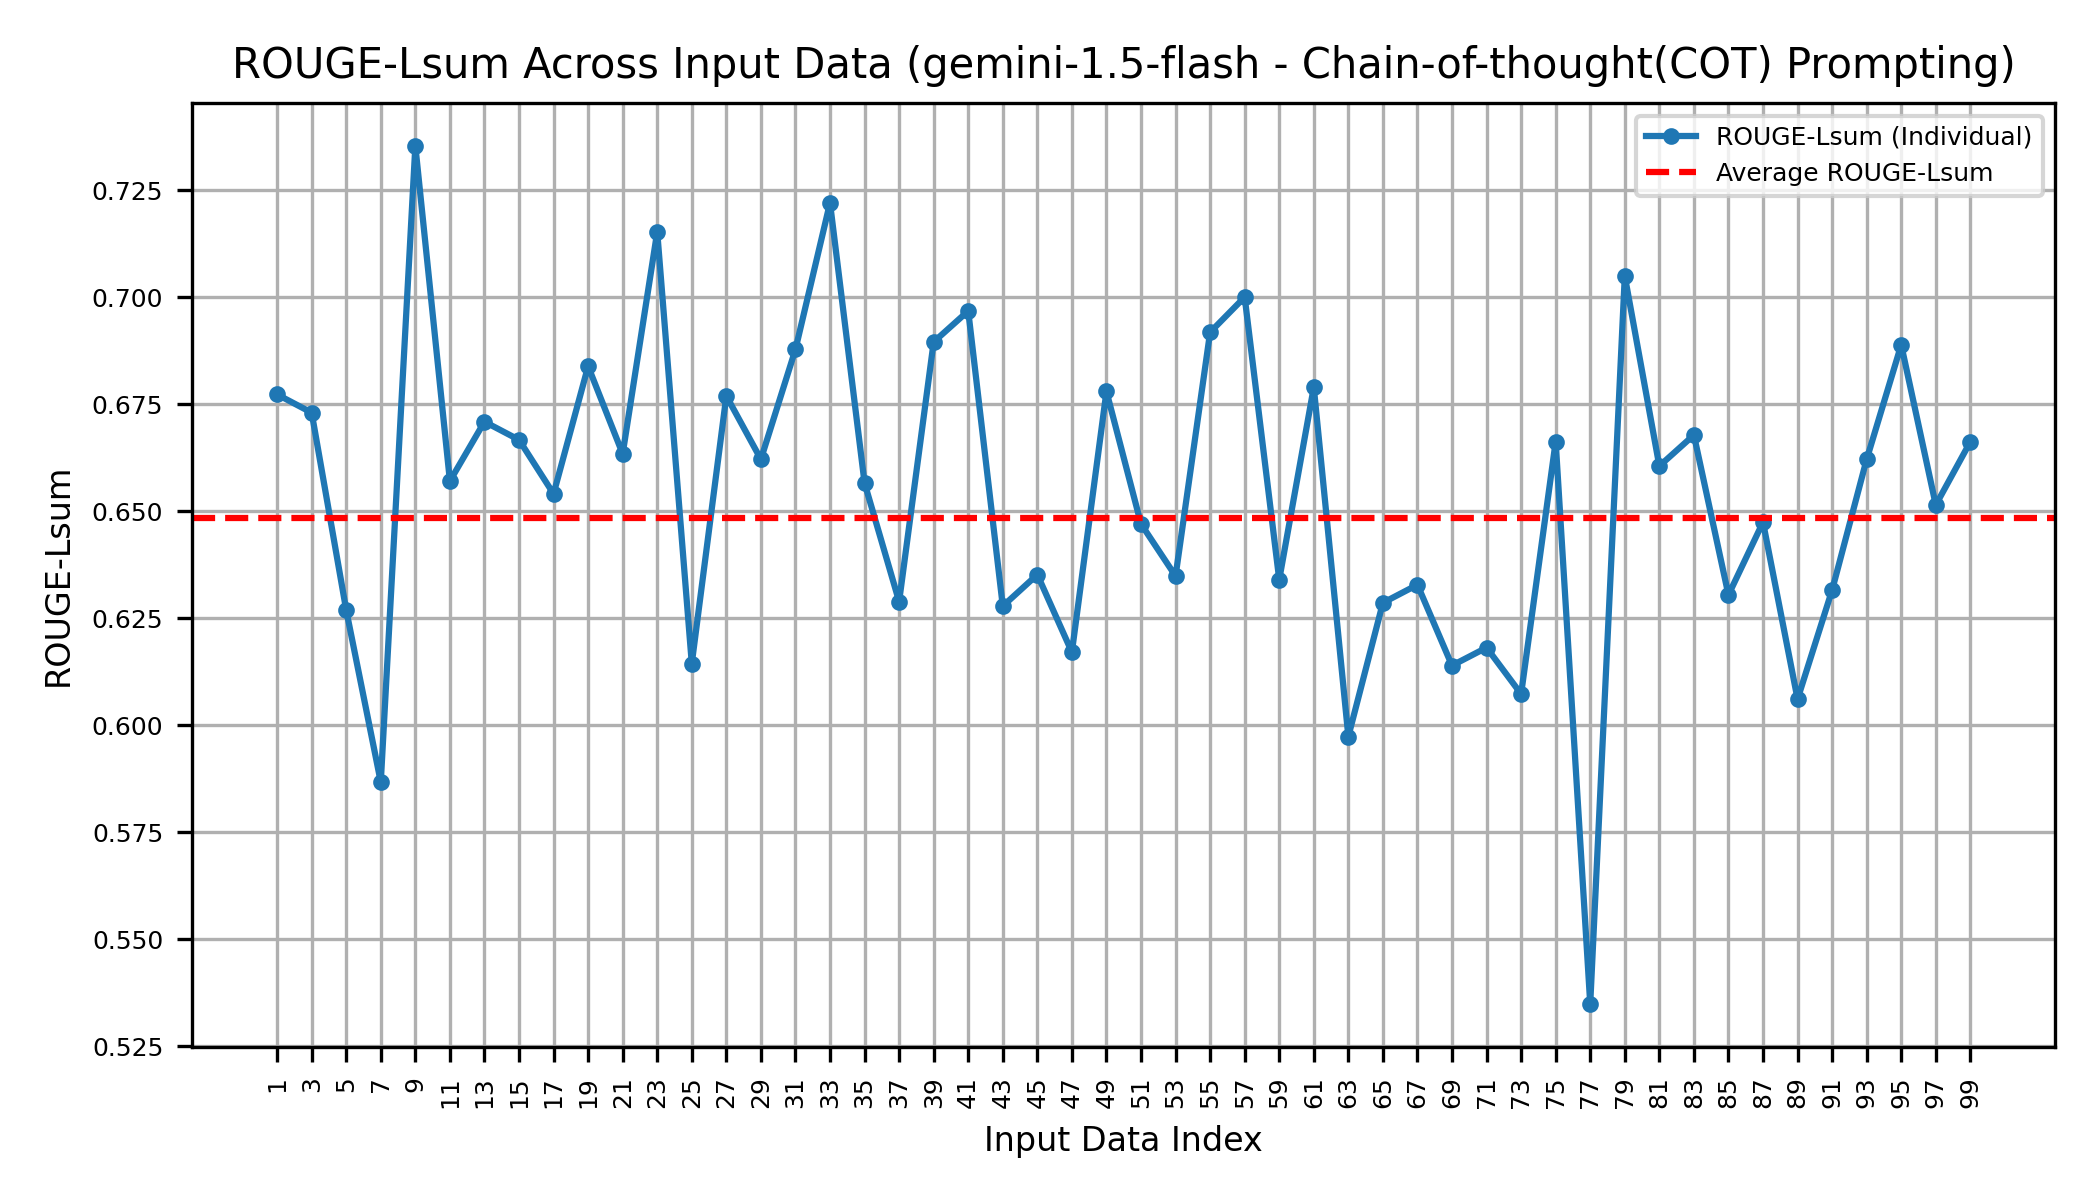 ROUGE-Lsum Across Input Data (gemini-1.5-flash - Chain-of-thought(COT) Prompting)
ROUGE-Lsum (Individual)
Average ROUGE-Lsum
ROUGE-Lsum
0.725
0.700
0.675
0.650
0.625
0.600
0.575
0.550
0.525
1 3 5 7 9 11 13 15 17 19 21 23 25 27 29 31 33 35 37 39 41 43 45 47 49 51 53 55 57 59 61 63 65 67 69 71 73 75 77 79 81 83 85 87 89 91 93 95 97 99
Input Data Index